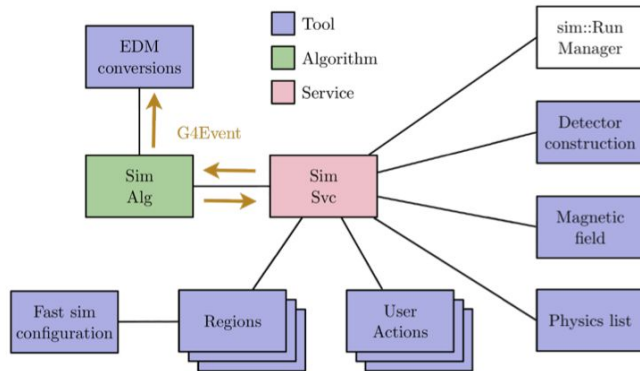 EDM
conversions
Tool
Algorithm
Service
sim::Run
Manager
G4Event
Detector
construction
Sim
Alg
Sim
Svc
Magnetic
field
Fast sim
configuration
Regions
User
Actions
Physics list